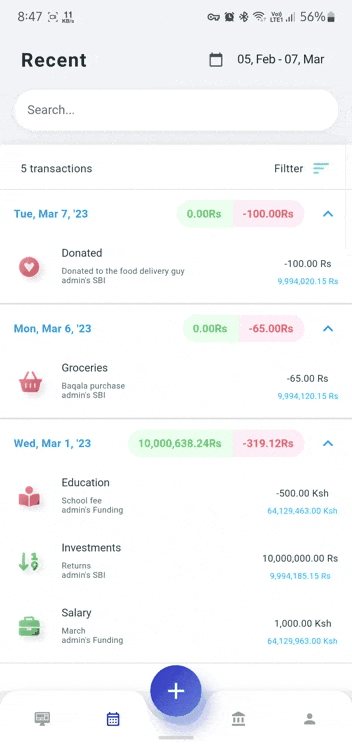 8:47 11 KB/s Vo)) LTE1 56%
Recent 05, Feb - 07, Mar
Search...
5 transactions Filtter
Tue, Mar 7, '23 0.00Rs -100.00Rs
Donated -100.00 Rs
Donated to the food delivery guy
admin's SBI 9,994,020.15 Rs
Mon, Mar 6, '23 0.00Rs -65.00Rs
Groceries -65.00 Rs
Baqala purchase
admin's SBI 9,994,120.15 Rs
Wed, Mar 1, '23 10,000,638.24Rs -319.12Rs
Education -500.00 Ksh
School fee
admin's Funding 64,129,463.00 Ksh
Investments 10,000,000.00 Rs
Returns
admin's SBI 9,994,185.15 Rs
Salary 1,000.00 Ksh
March
admin's Funding 64,129,963.00 Ksh